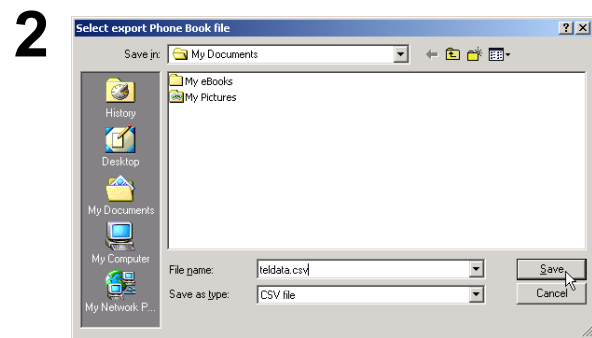 2
Select export Phone Book file
Save in: My Documents
My eBooks
My Pictures
History
Desktop
My Documents
My Computer
My Network P...
File name: teldata.csv
Save as type: CSV file
Save
Cancel